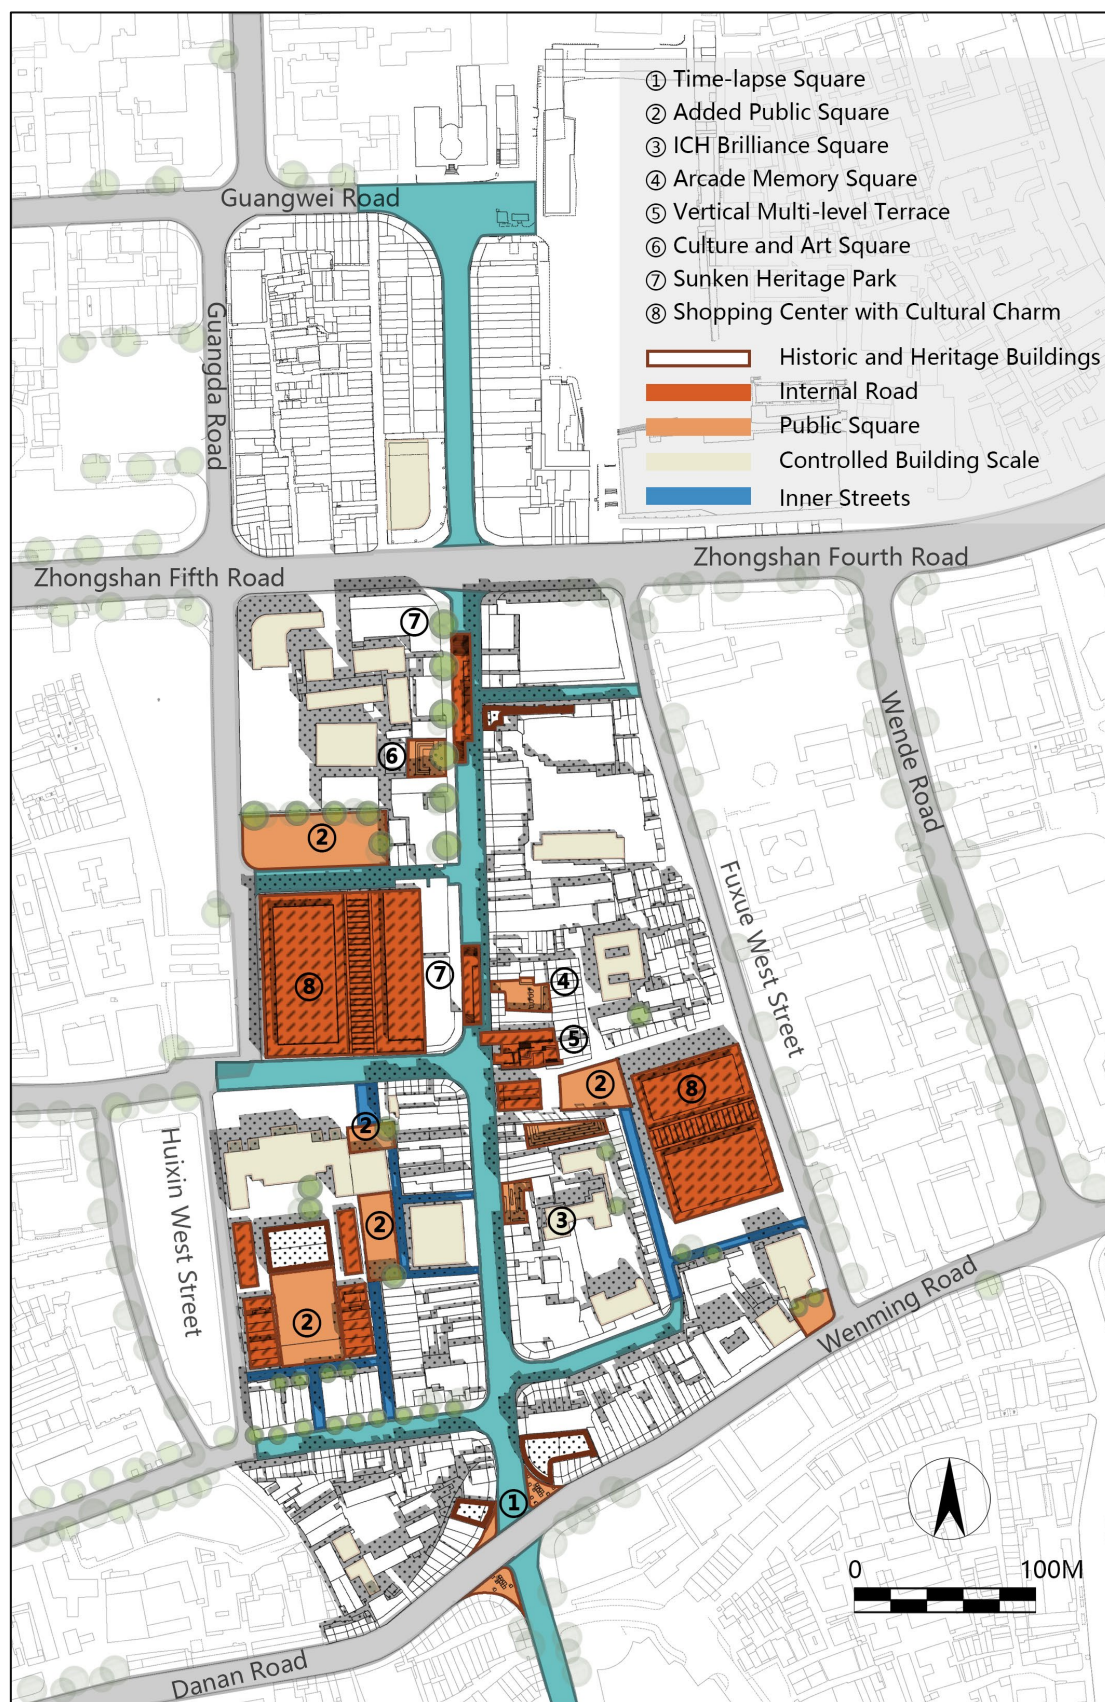 ① Time-lapse Square
② Added Public Square
③ ICH Brilliance Square
④ Arcade Memory Square
⑤ Vertical Multi-level Terrace
⑥ Culture and Art Square
⑦ Sunken Heritage Park
⑧ Shopping Center with Cultural Charm
Historic and Heritage Buildings
Internal Road
Public Square
Controlled Building Scale
Inner Streets
Guangwei Road
Guangda Road
Zhongshan Fifth Road
Zhongshan Fourth Road
⑦
⑥
Wende Road
②
Fuxue West Street
⑧
⑦
④
⑤
②
⑧
②
Huixin West Street
②
③
②
Wenming Road
①
0 100M
Danan Road